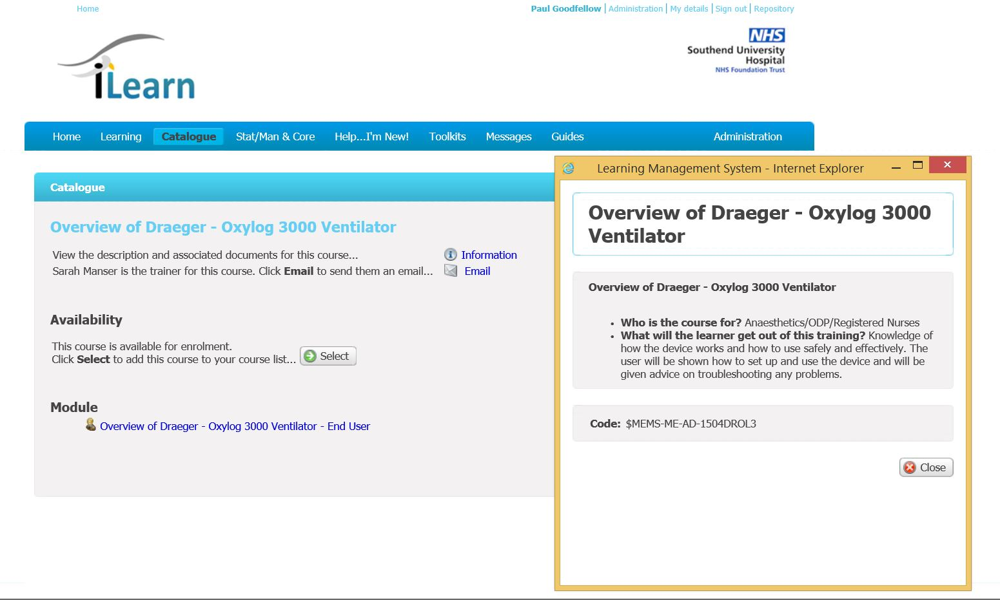 Home
Paul Goodfellow | Administration | My details | Sign out | Repository
iLearn
NHS
Southend University
Hospital
NHS Foundation Trust
Home Learning Catalogue Stat/Man & Core Help...I'm New! Toolkits Messages Guides Administration
Catalogue
Overview of Draeger - Oxylog 3000 Ventilator
View the description and associated documents for this course... Information
Sarah Manser is the trainer for this course. Click Email to send them an email... Email
Availability
This course is available for enrolment.
Click Select to add this course to your course list... Select
Module
Overview of Draeger - Oxylog 3000 Ventilator - End User
Learning Management System - Internet Explorer
Overview of Draeger - Oxylog 3000
Ventilator
Overview of Draeger - Oxylog 3000 Ventilator
• Who is the course for? Anaesthetics/ODP/Registered Nurses
• What will the learner get out of this training? Knowledge of
how the device works and how to use safely and effectively. The
user will be shown how to set up and use the device and will be
given advice on troubleshooting any problems.
Code: $MEMS-ME-AD-1504DROL3
Close